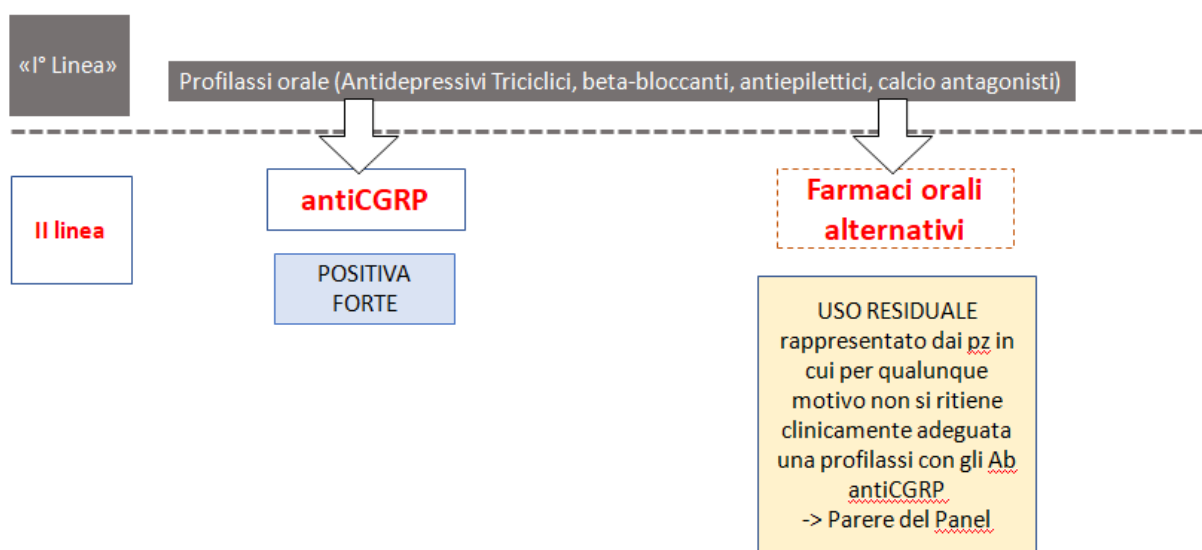 «I° Linea»
Profilassi orale (Antidepressivi Triciclici, beta-bloccanti, antiepilettici, calcio antagonisti)
II linea
antiCGRP
POSITIVA
FORTE
Farmaci orali
alternativi
USO RESIDUALE
rappresentato dai pz in
cui per qualunque
motivo non si ritiene
clinicamente adeguata
una profilassi con gli Ab
antiCGRP
-> Parere del Panel